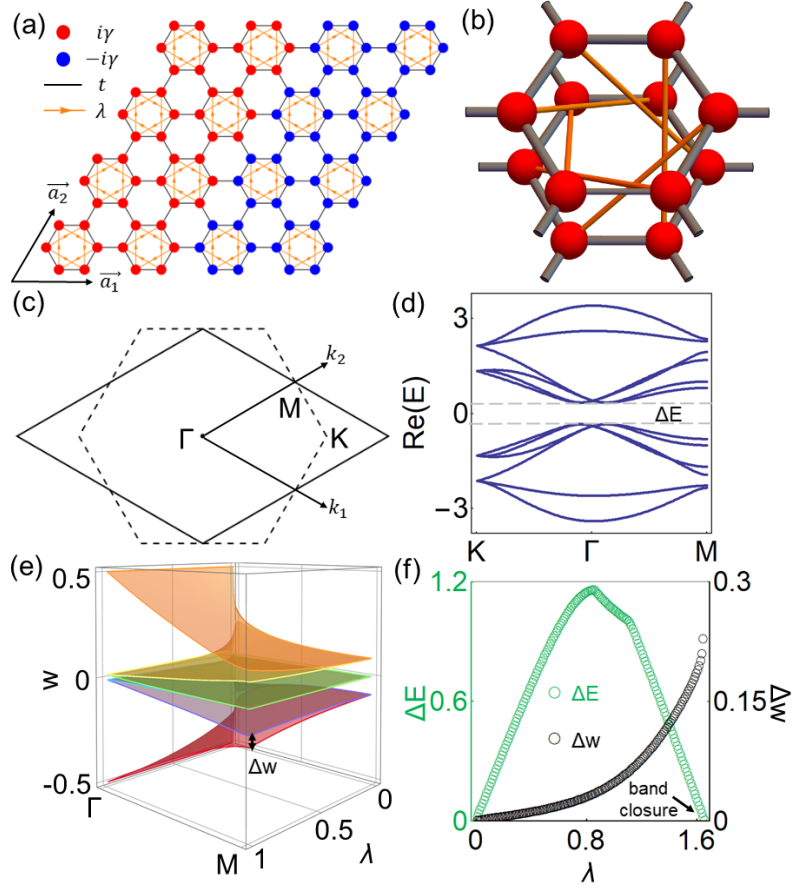 (a)
iγ
−iγ
t
λ
a₂
a₁
(b)
(c)
k₂
M
Γ
K
k₁
(d)
3
Re(E)
0
ΔE
−3
K
Γ
M
(e)
0.5
w
0
-0.5
Δw
Γ
M
1
0.5
0
λ
(f)
1.2
0.3
ΔE
0.6
ΔE
Δw
0.15
Δw
band
closure
0
0
0
0.8
1.6
λ